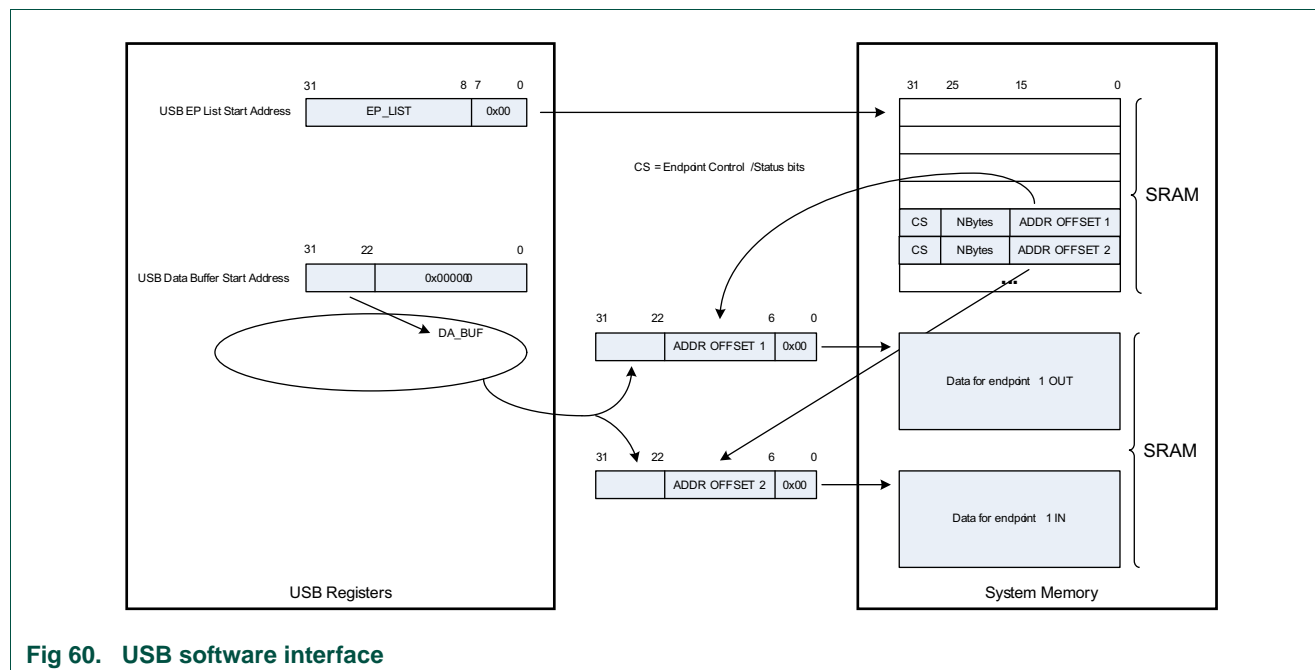 31 8 7 0
USB EP List Start Address EP_LIST 0x00
31 25 15 0
CS = Endpoint Control /Status bits
SRAM
CS NBytes ADDR OFFSET 1
CS NBytes ADDR OFFSET 2
...
31 22 0
USB Data Buffer Start Address 0x000000
DA_BUF
31 22 6 0
ADDR OFFSET 1 0x00
Data for endpoint 1 OUT
SRAM
31 22 6 0
ADDR OFFSET 2 0x00
Data for endpoint 1 IN
USB Registers
System Memory
Fig 60. USB software interface